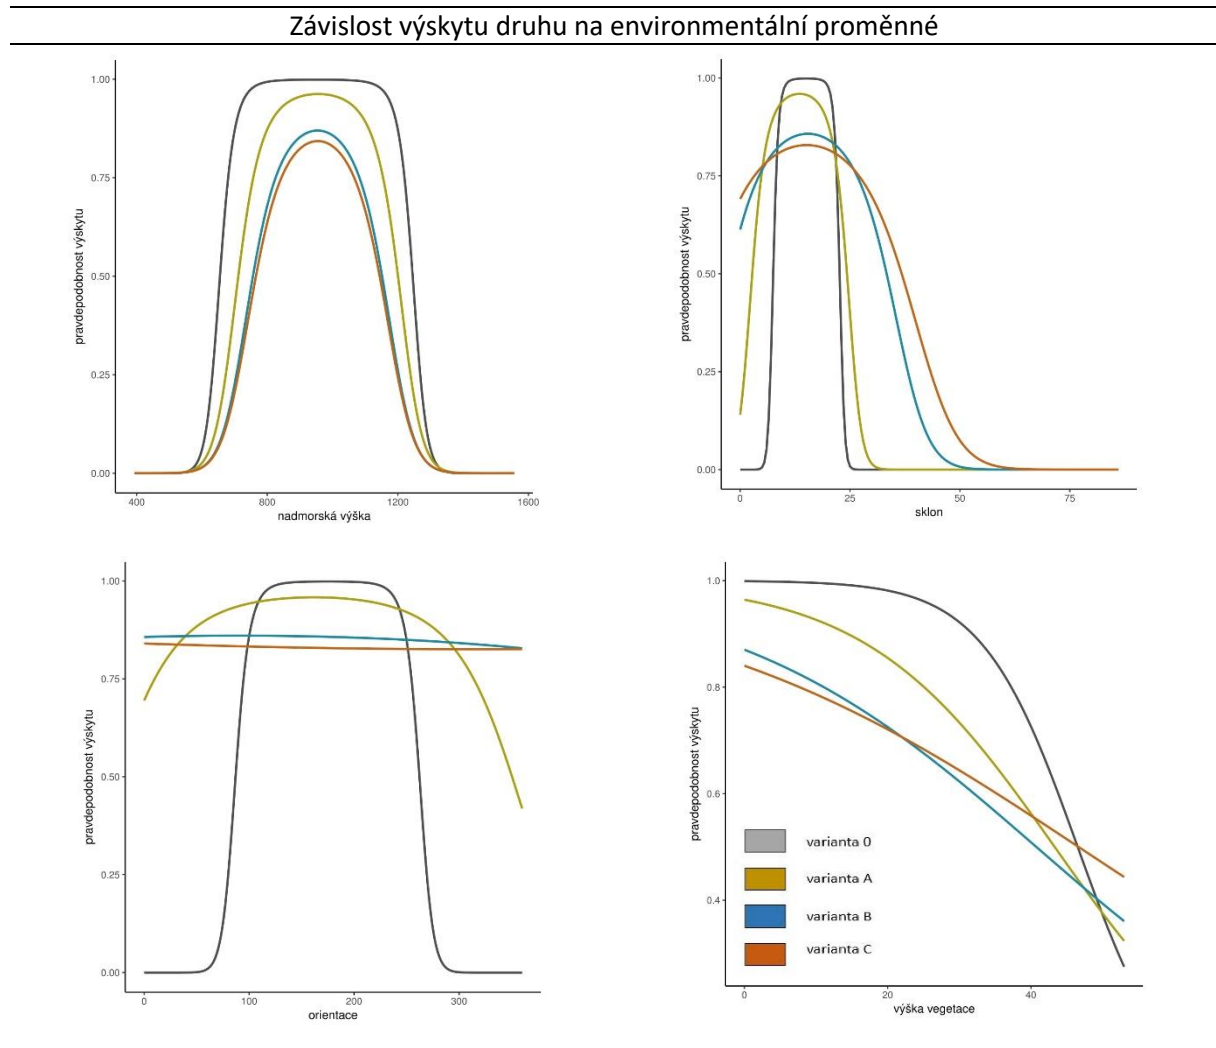 Závislost výskytu druhu na environmentální proměnné
1.00
0.75
0.50
0.25
0.00
pravdepodobnost výskytu
400
800
1200
1600
nadmorská výška
1.00
0.75
0.50
0.25
0.00
pravdepodobnost výskytu
0
25
50
75
sklon
1.00
0.75
0.50
0.25
0.00
pravdepodobnost výskytu
0
100
200
300
orientace
1.0
0.8
0.6
0.4
pravdepodobnost výskytu
varianta 0
varianta A
varianta B
varianta C
0
20
40
výška vegetace